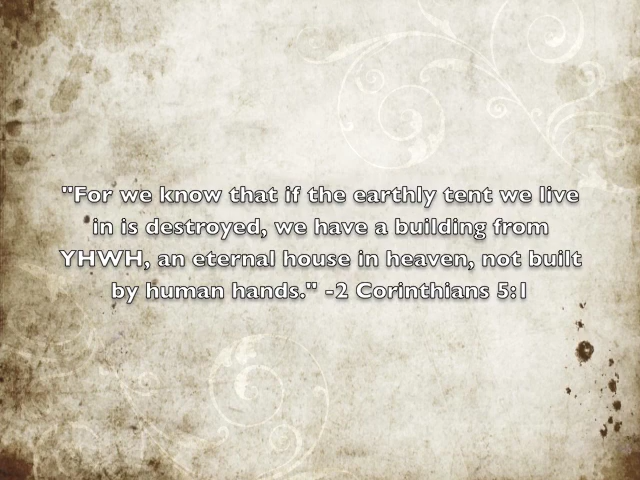 "For we know that if the earthly tent we live
in is destroyed, we have a building from
YHWH, an eternal house in heaven, not built
by human hands." -2 Corinthians 5:1